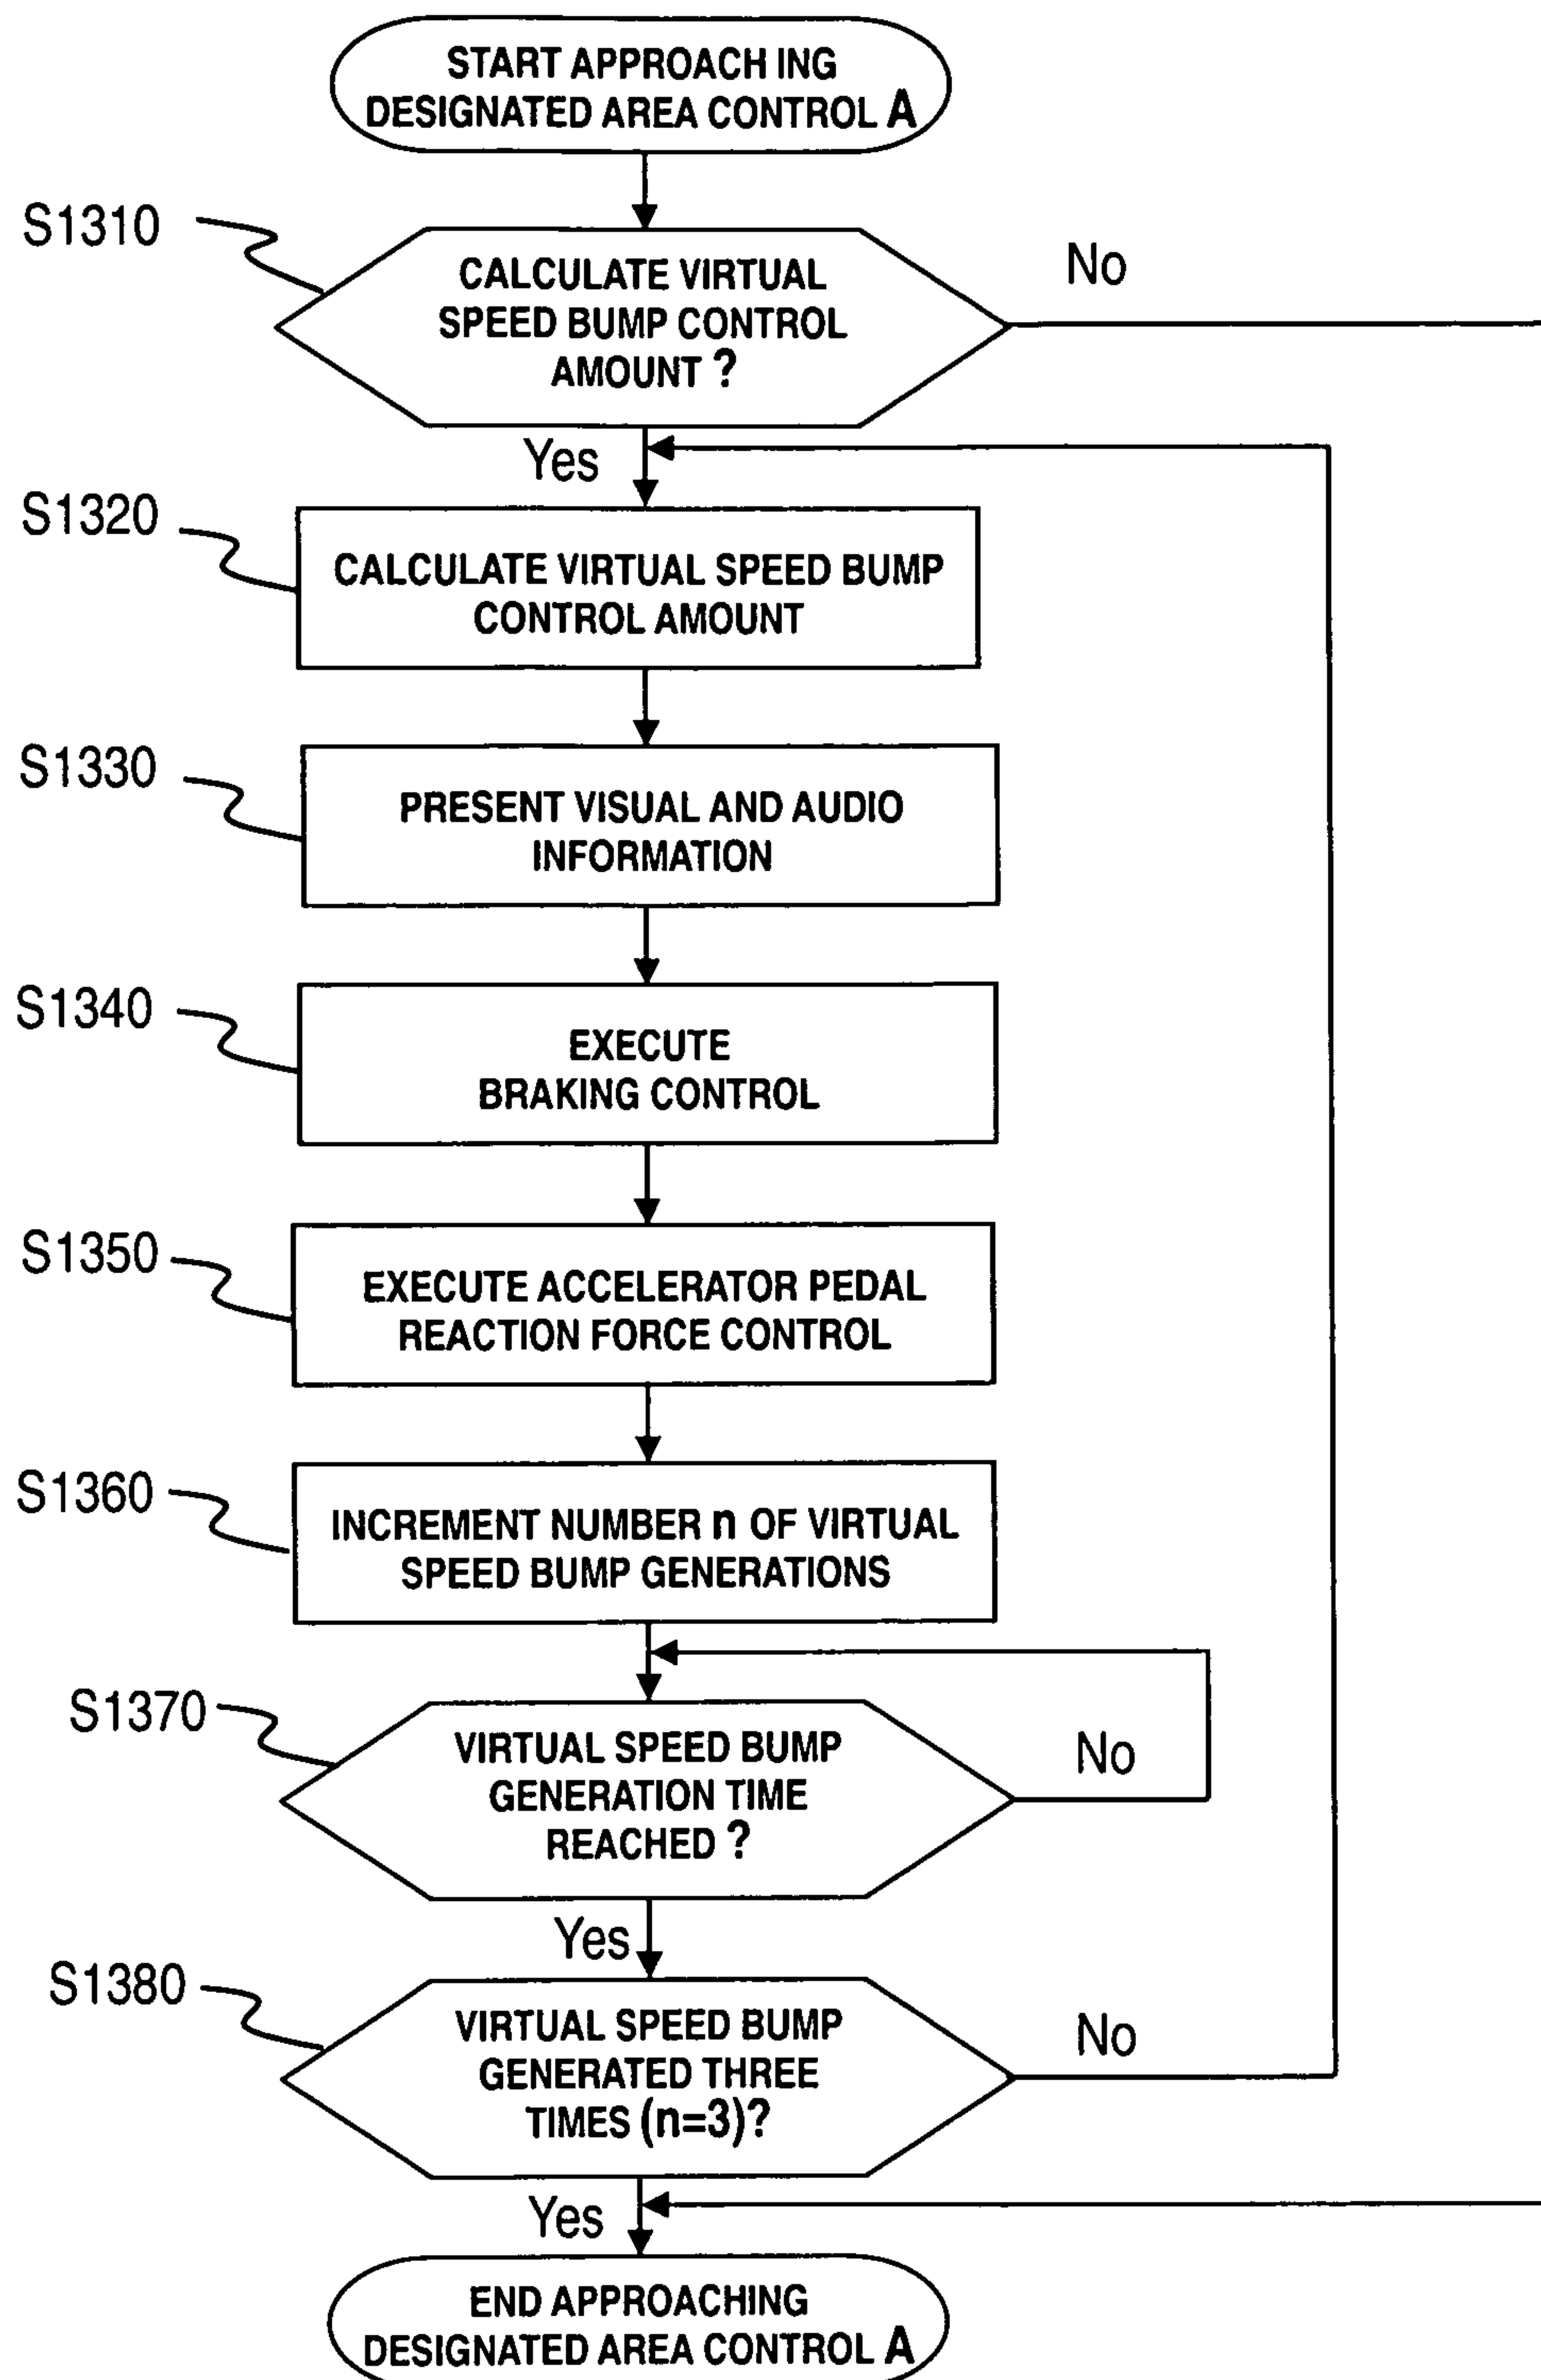 START APPROACH ING
DESIGNATED AREA CONTROL A
S1310
CALCULATE VIRTUAL
SPEED BUMP CONTROL
AMOUNT ?
No
Yes
S1320
CALCULATE VIRTUAL SPEED BUMP
CONTROL AMOUNT
S1330
PRESENT VISUAL AND AUDIO
INFORMATION
S1340
EXECUTE
BRAKING CONTROL
S1350
EXECUTE ACCELERATOR PEDAL
REACTION FORCE CONTROL
S1360
INCREMENT NUMBER n OF VIRTUAL
SPEED BUMP GENERATIONS
S1370
VIRTUAL SPEED BUMP
GENERATION TIME
REACHED ?
No
Yes
S1380
VIRTUAL SPEED BUMP
GENERATED THREE
TIMES (n=3)?
No
Yes
END APPROACHING
DESIGNATED AREA CONTROL A